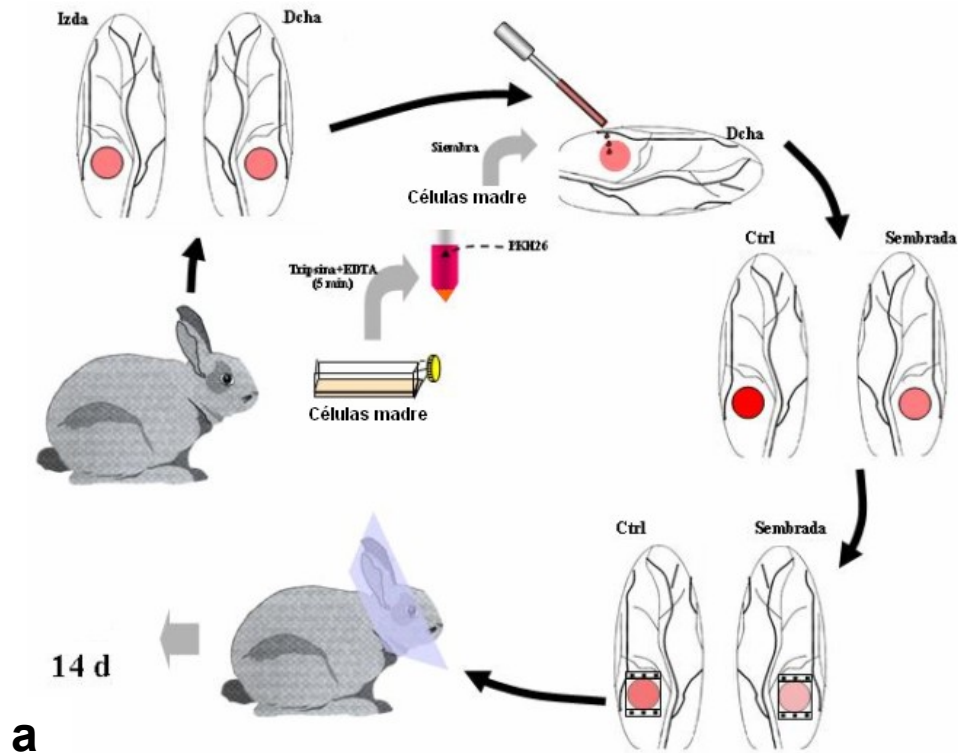 Izda
Dcha
Siembra
Células madre
Dcha
PKH26
Tripsina+EDTA
(5 min)
Células madre
Ctrl
Sembrada
Ctrl
Sembrada
14 d
a